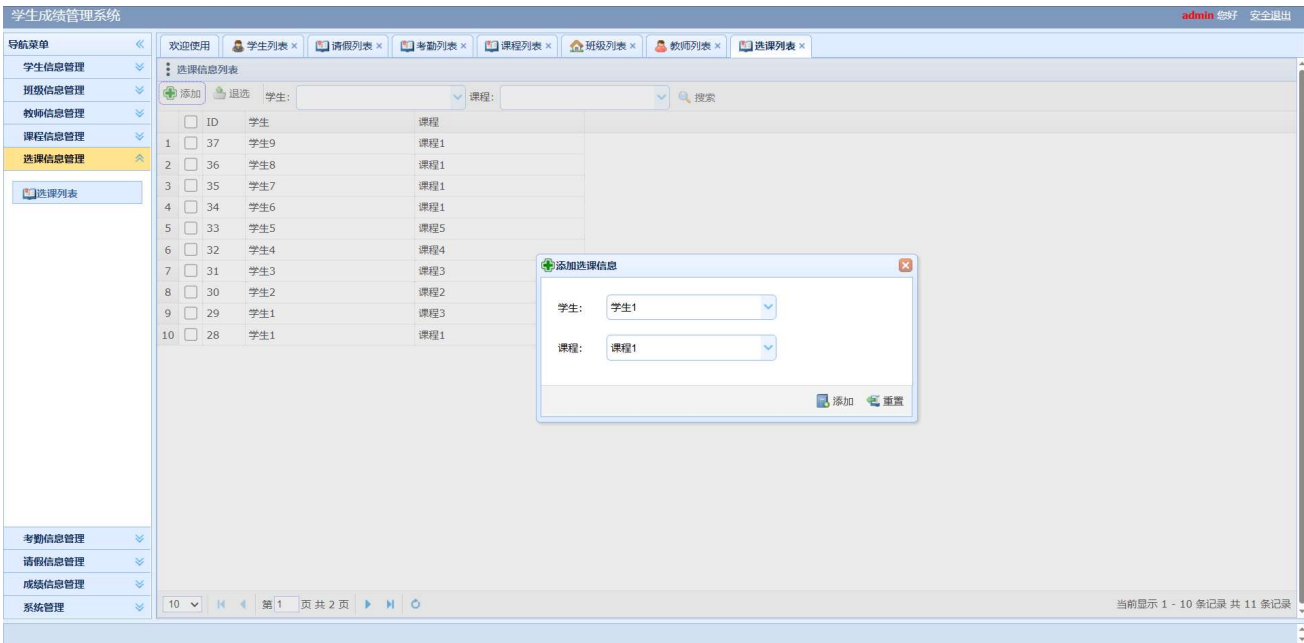 学生成绩管理系统 admin 您好 安全退出
导航菜单 欢迎使用 学生列表 × 请假列表 × 考勤列表 × 课程列表 × 班级列表 × 教师列表 × 选课列表 ×
学生信息管理 选课信息列表
班级信息管理 添加 退选 学生: 课程: 搜索
教师信息管理 ID 学生 课程
课程信息管理 1 37 学生9 课程1
选课信息管理 2 36 学生8 课程1
选课列表 3 35 学生7 课程1
4 34 学生6 课程1
5 33 学生5 课程5
6 32 学生4 课程4
7 31 学生3 课程3
8 30 学生2 课程2
9 29 学生1 课程3
10 28 学生1 课程1
添加选课信息
学生: 学生1
课程: 课程1
添加 重置
考勤信息管理
请假信息管理
成绩信息管理
系统管理 10 第 1 页 共 2 页 当前显示 1 - 10 条记录 共 11 条记录